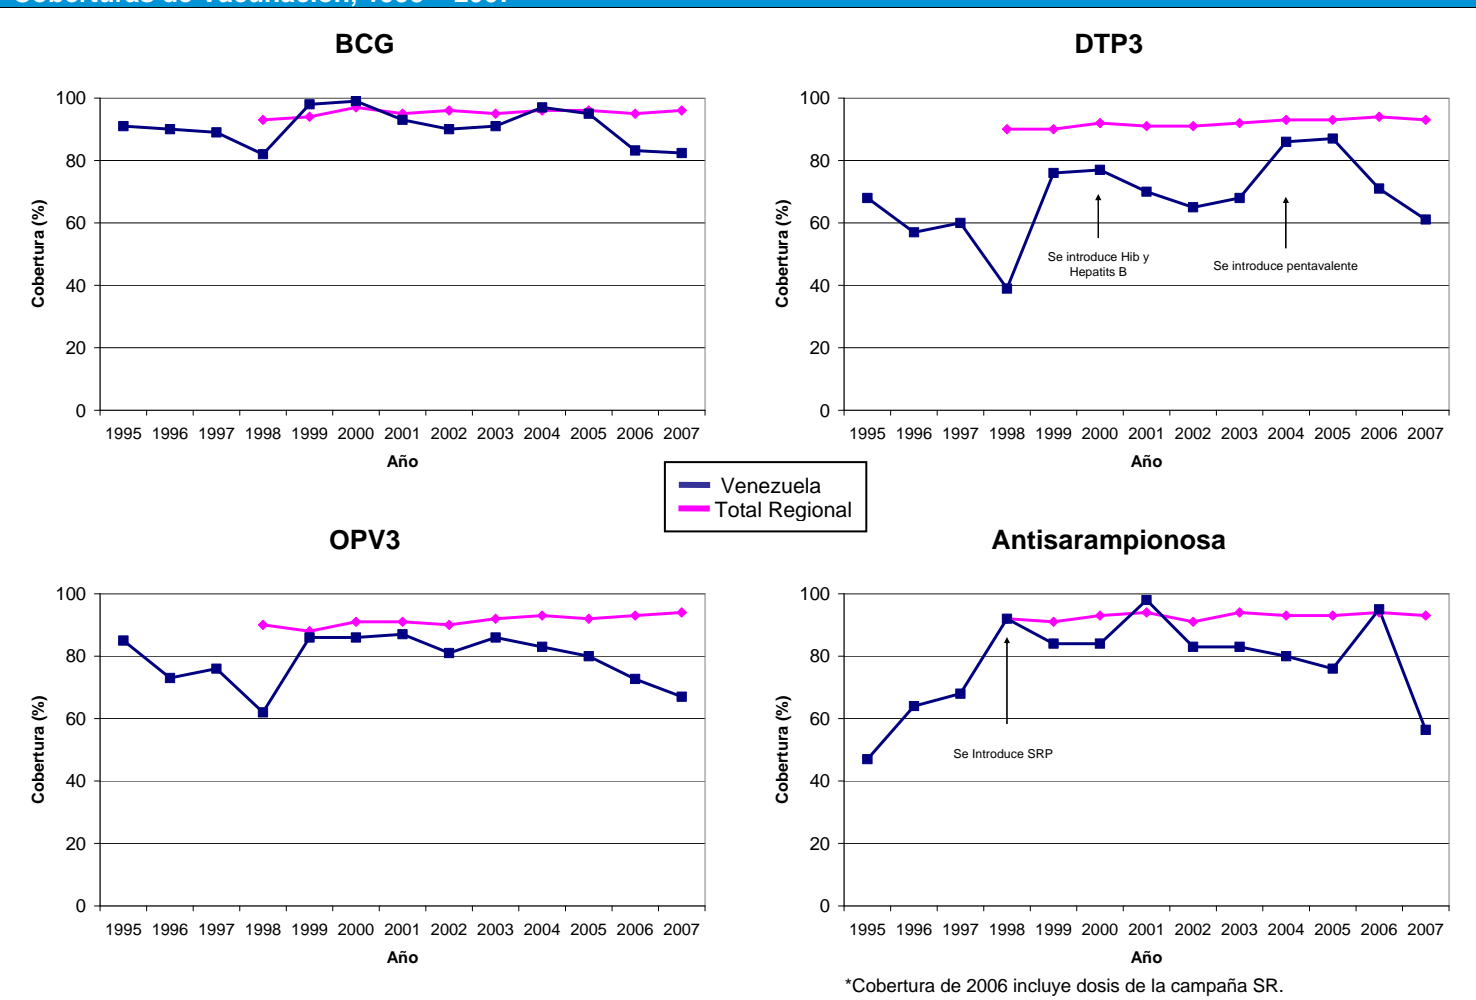 BCG
100
80
60
40
20
0
Cobertura (%)
1995 1996 1997 1998 1999 2000 2001 2002 2003 2004 2005 2006 2007
Año
DTP3
100
80
60
40
20
0
Cobertura (%)
Se introduce Hib y
Hepatits B
Se introduce pentavalente
1995 1996 1997 1998 1999 2000 2001 2002 2003 2004 2005 2006 2007
Año
Venezuela
Total Regional
OPV3
100
80
60
40
20
0
Cobertura (%)
1995 1996 1997 1998 1999 2000 2001 2002 2003 2004 2005 2006 2007
Año
Antisarampionosa
100
80
60
40
20
0
Cobertura (%)
Se Introduce SRP
1995 1996 1997 1998 1999 2000 2001 2002 2003 2004 2005 2006 2007
Año
*Cobertura de 2006 incluye dosis de la campaña SR.